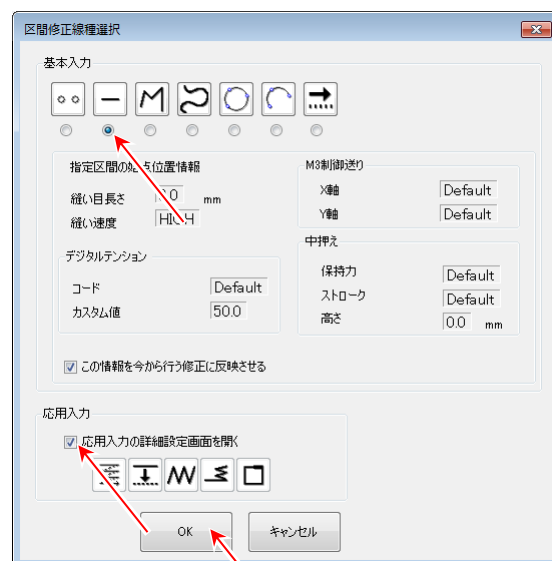 区間修正線種選択
基本入力
指定区間の始点位置情報
縫い目長さ mm
縫い速度 HIGH
デジタルテンション
コード Default
カスタム値 50.0
M3制御送り
X軸 Default
Y軸 Default
中押え
保持力 Default
ストローク Default
高さ 0.0 mm
この情報を今から行う修正に反映させる
応用入力
応用入力の詳細設定画面を開く
OK キャンセル